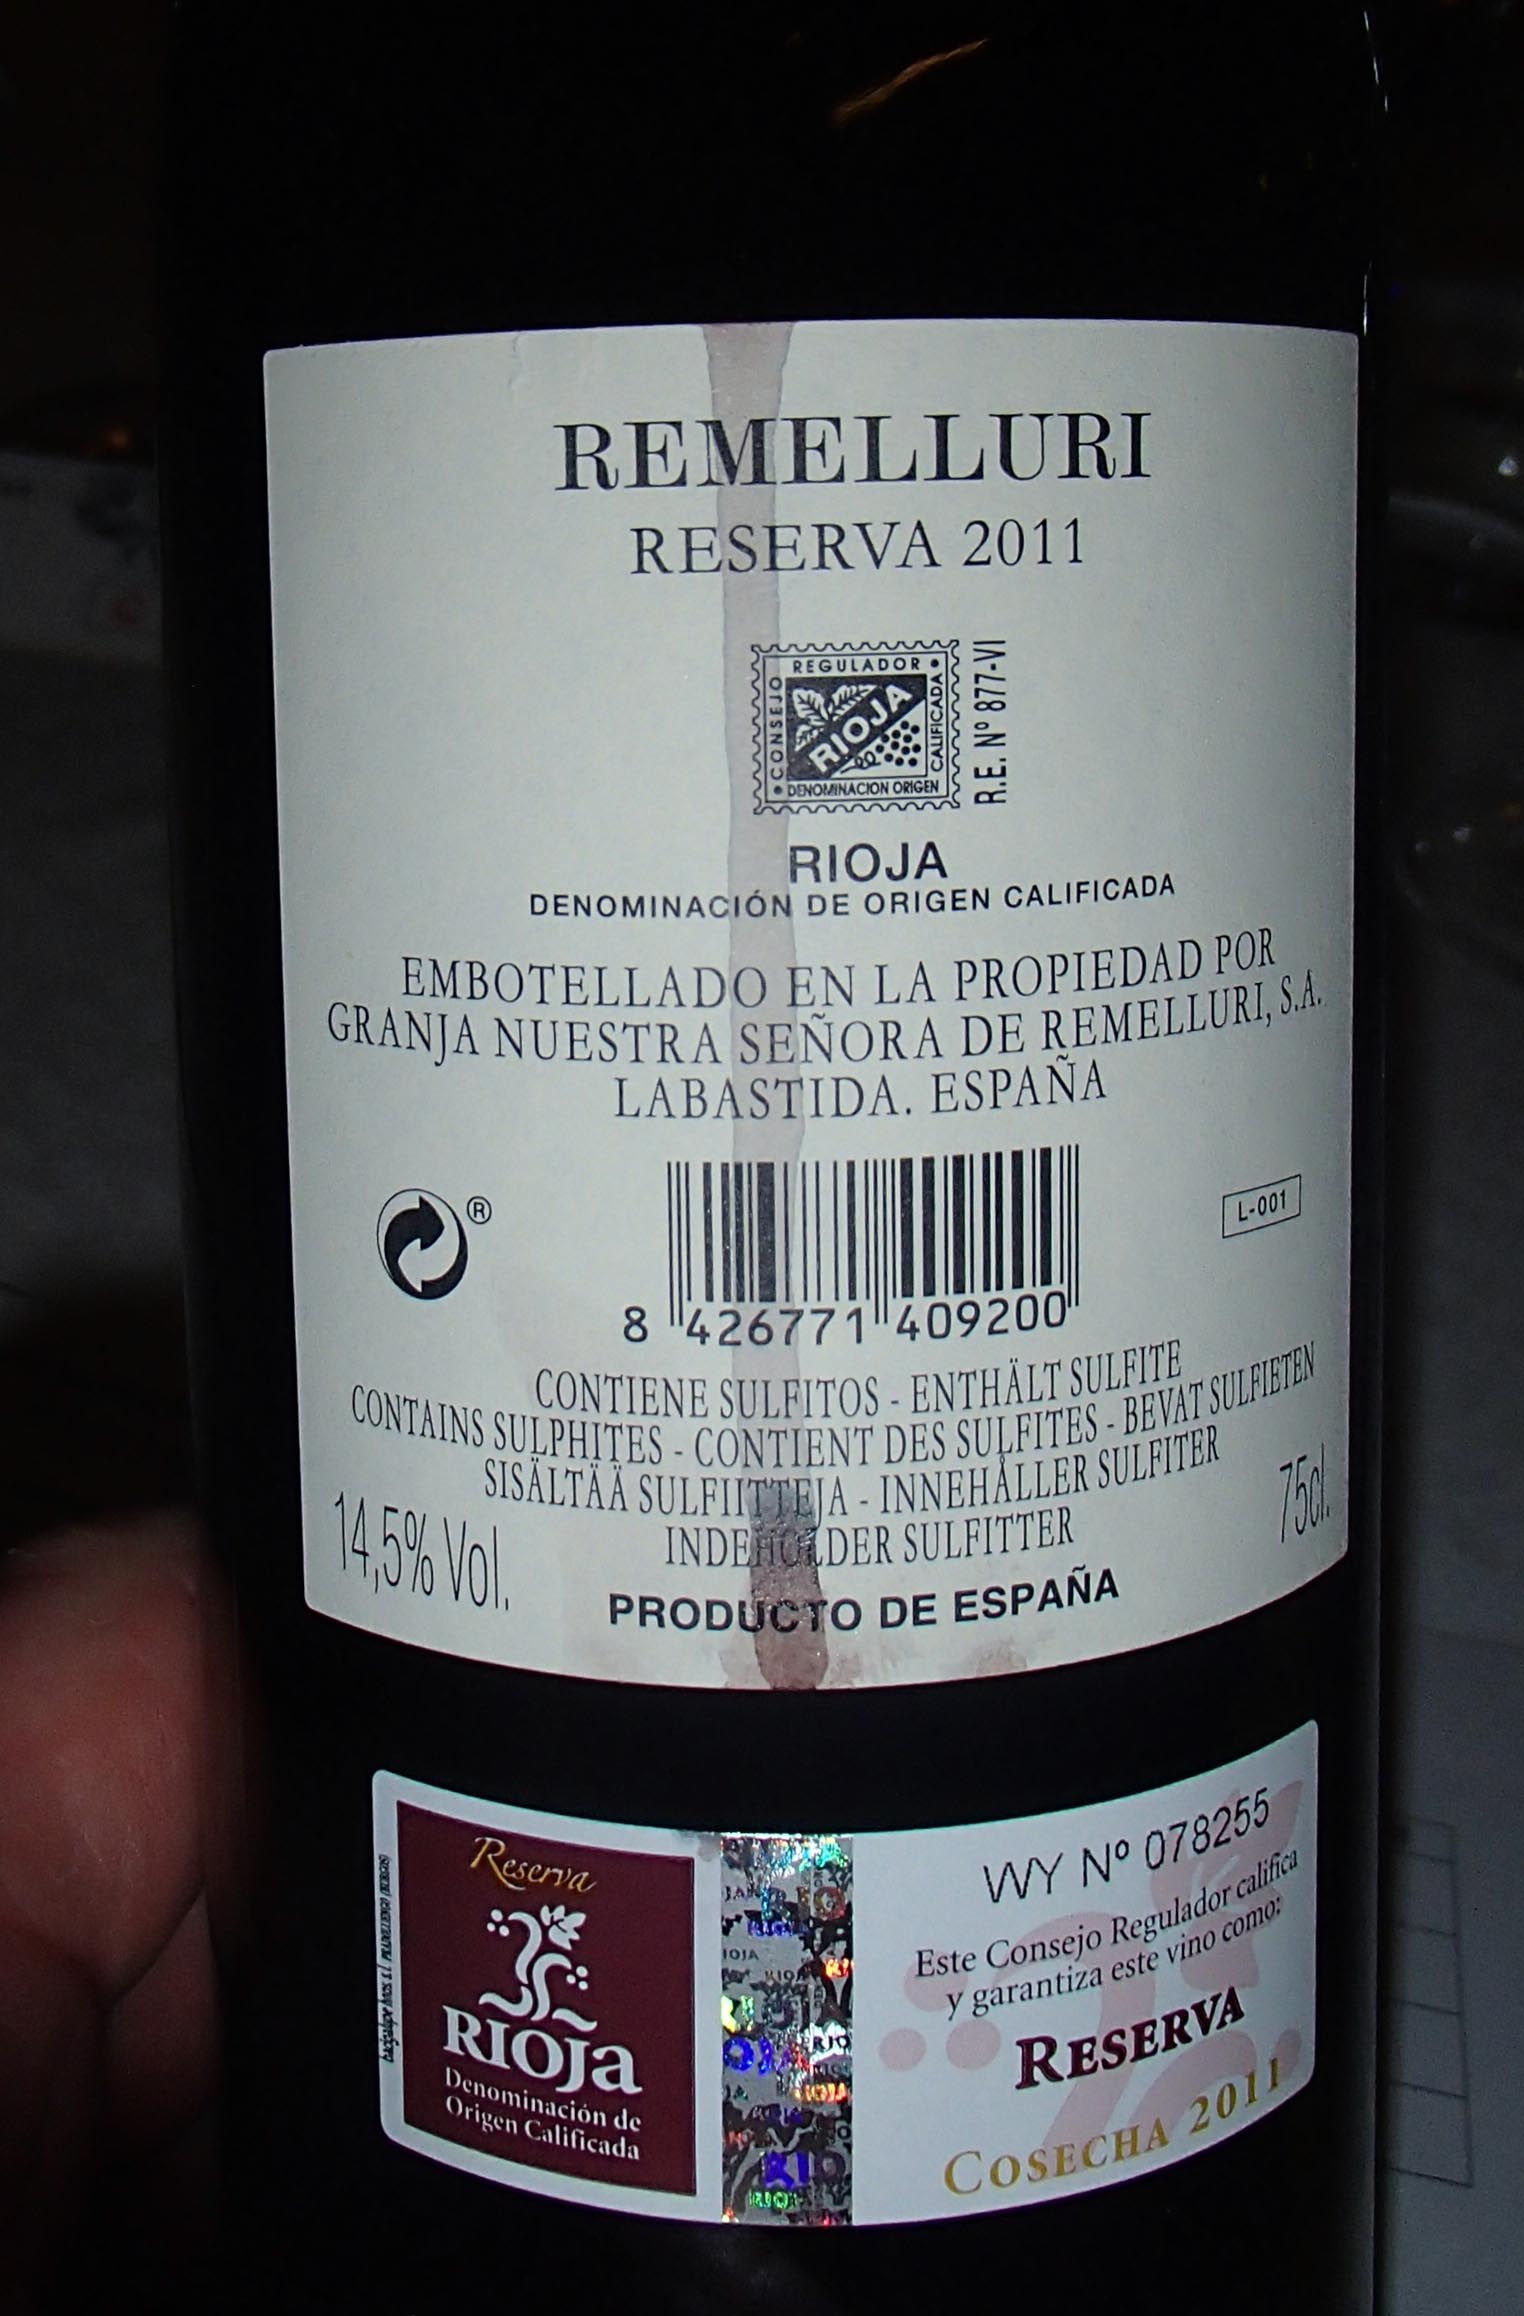 REMELLURI
RESERVA 2011
REGULADOR
CONSEJO
RIOJA
CALIFICADA
DENOMINACION ORIGEN
R.E. Nº 877-VI
RIOJA
DENOMINACIÓN DE ORIGEN CALIFICADA
EMBOTELLADO EN LA PROPIEDAD POR
GRANJA NUESTRA SEÑORA DE REMELLURI, S.A.
LABASTIDA. ESPAÑA
®
L-001
8 426771 409200
CONTIENE SULFITOS - ENTHÄLT SULFITE
CONTAINS SULPHITES - CONTIENT DES SULFITES - BEVAT SULFIETEN
SISÄLTÄÄ SULFIITTEJA - INNEHÅLLER SULFITER
INDEHOLDER SULFITTER
14,5% Vol.
75cl.
PRODUCTO DE ESPAÑA
Reserva
RIOJA
Denominación de
Origen Calificada
WY Nº 078255
Este Consejo Regulador califica
y garantiza este vino como:
RESERVA
COSECHA 2011